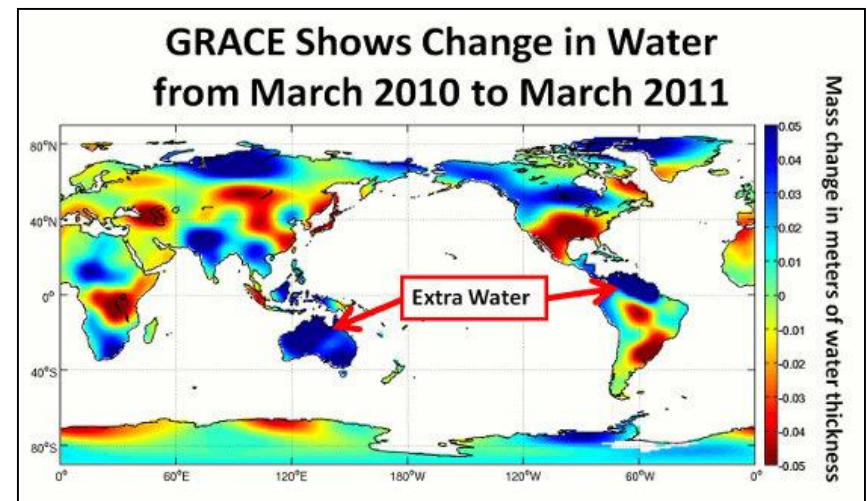 GRACE Shows Change in Water
from March 2010 to March 2011
80°N
40°N
0°
40°S
80°S
0°
60°E
120°E
180°W
120°W
60°W
0°
Extra Water
0.05
0.04
0.03
0.02
0.01
0
-0.01
-0.02
-0.03
-0.04
-0.05
Mass change in meters of water thickness